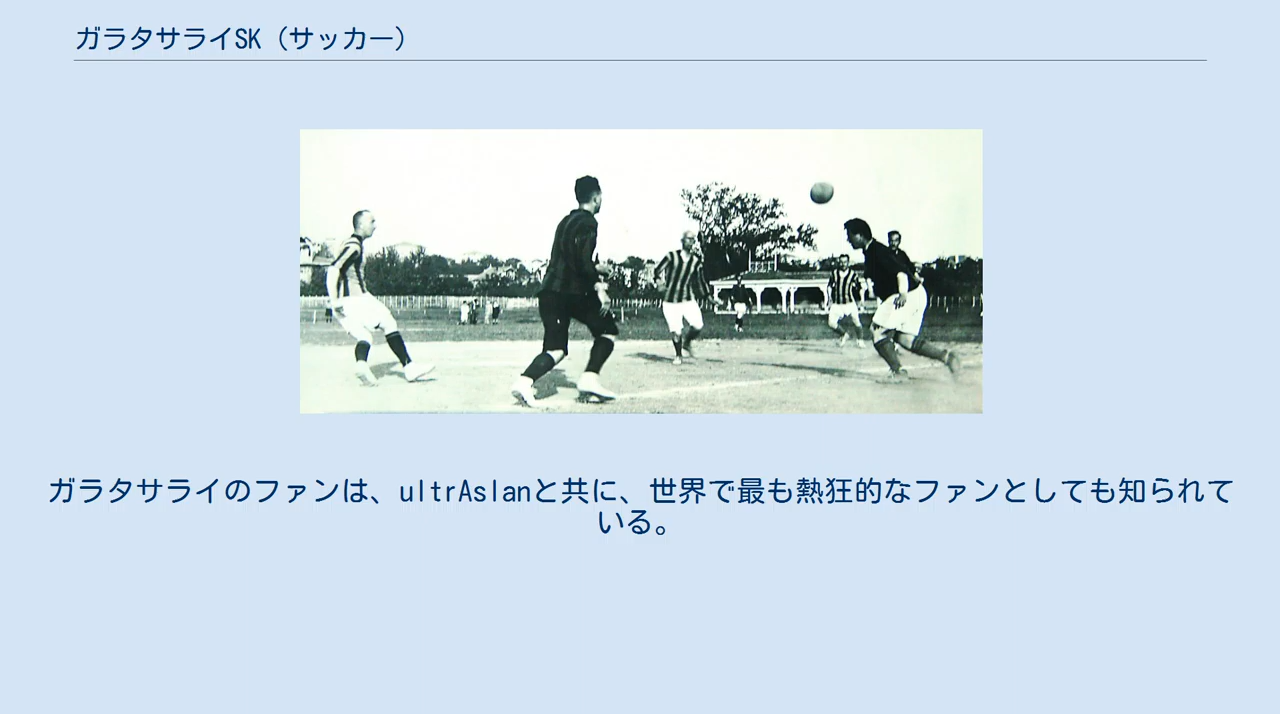 ガラタサライSK（サッカー）
ガラタサライのファンは、ultrAslanと共に、世界で最も熱狂的なファンとしても知られて
いる。